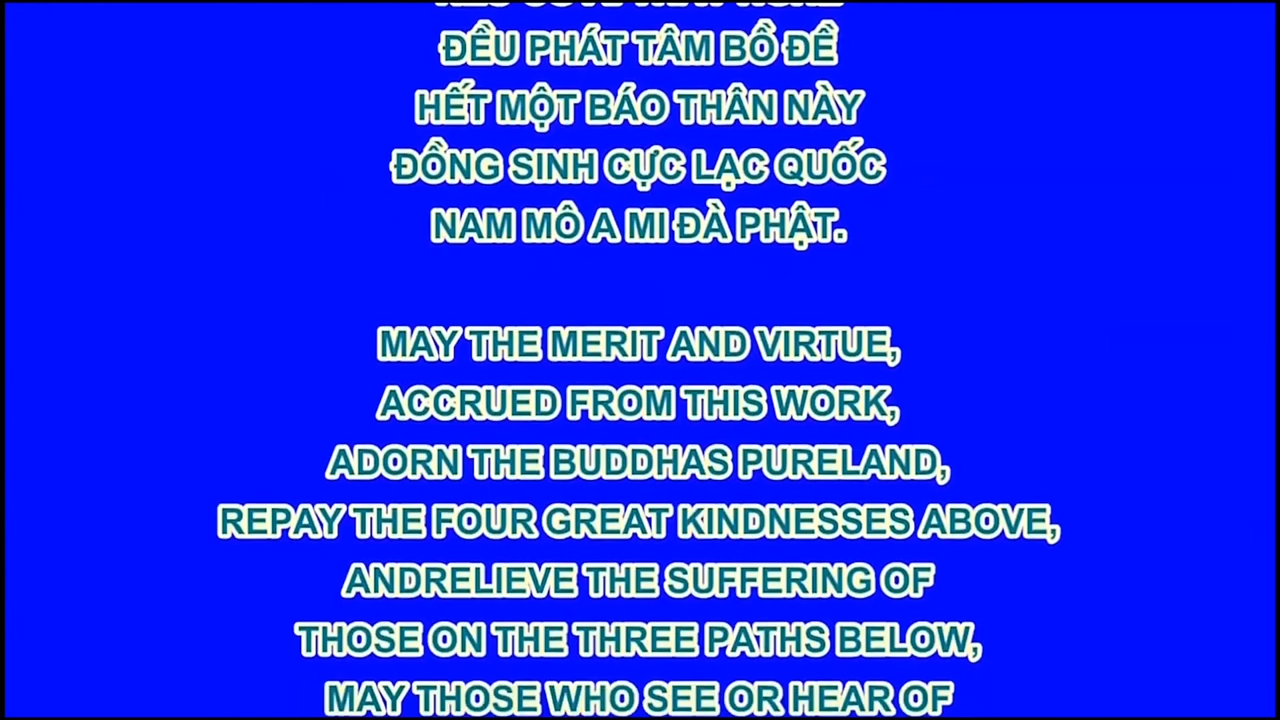 ĐỀU PHÁT TÂM BỒ ĐỀ
HẾT MỘT BÁO THÂN NÀY
ĐỒNG SINH CỰC LẠC QUỐC
NAM MÔ A MI ĐÀ PHẬT.
MAY THE MERIT AND VIRTUE,
ACCRUED FROM THIS WORK,
ADORN THE BUDDHAS PURELAND,
REPAY THE FOUR GREAT KINDNESSES ABOVE,
ANDRELIEVE THE SUFFERING OF
THOSE ON THE THREE PATHS BELOW,
MAY THOSE WHO SEE OR HEAR OF